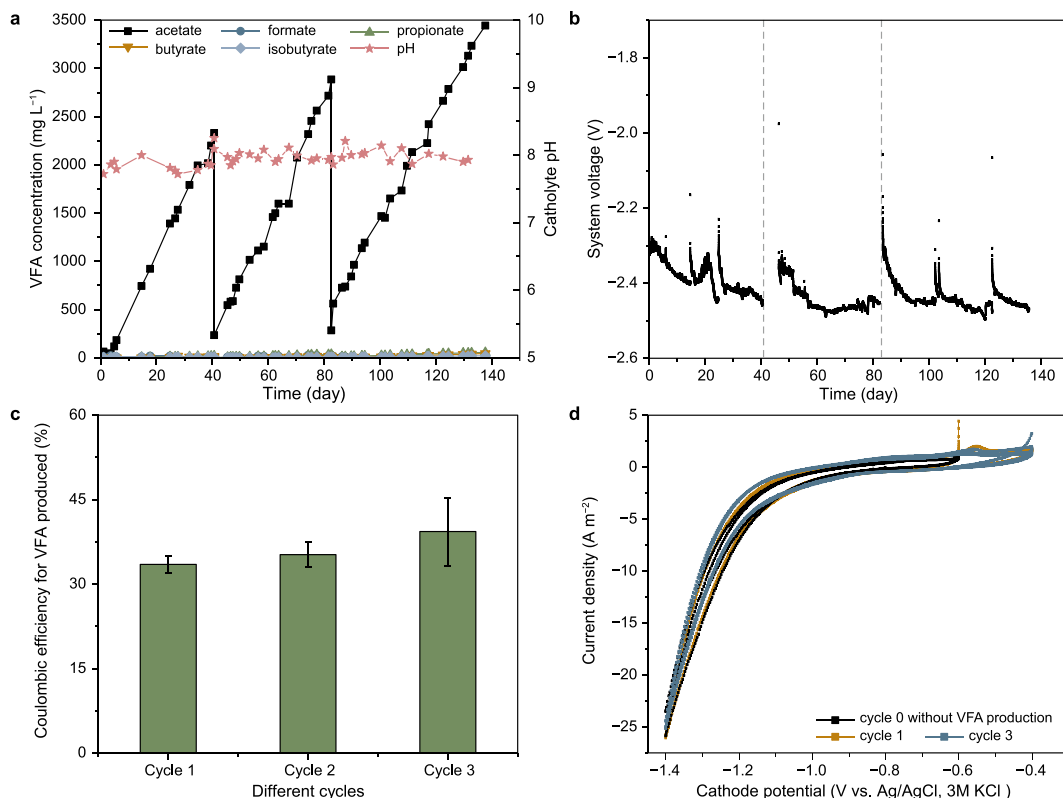 a
acetate formate propionate
butyrate isobutyrate pH
VFA concentration (mg L⁻¹)
3500
3000
2500
2000
1500
1000
500
0
10
9
8
7
6
5
Catholyte pH
0 20 40 60 80 100 120 140
Time (day)
b
System voltage (V)
−1.8
−2.0
−2.2
−2.4
−2.6
0 20 40 60 80 100 120 140
Time (day)
c
Coulombic efficiency for VFA produced (%)
60
45
30
15
0
Cycle 1 Cycle 2 Cycle 3
Different cycles
d
Current density (A m⁻²)
5
0
−5
−10
−15
−20
−25
cycle 0 without VFA production
cycle 1 cycle 3
−1.4 −1.2 −1.0 −0.8 −0.6 −0.4
Cathode potential (V vs. Ag/AgCl, 3M KCl )